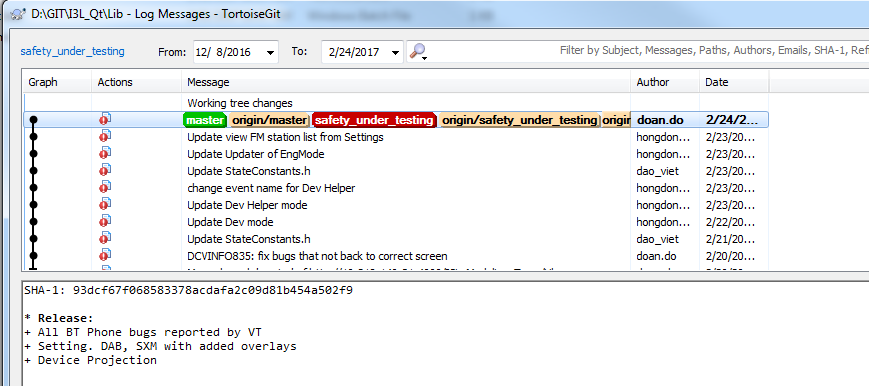 D:\GIT\I3L_Qt\Lib - Log Messages - TortoiseGit
safety_under_testing From: 12/ 8/2016 To: 2/24/2017 Filter by Subject, Messages, Paths, Authors, Emails, SHA-1, Ref
Graph Actions Message Author Date
Working tree changes
master origin/master safety_under_testing origin/safety_under_testing origin doan.do 2/24/2...
Update view FM station list from Settings hongdon... 2/23/20...
Update Updater of EngMode hongdon... 2/23/20...
Update StateConstants.h dao_viet 2/23/20...
change event name for Dev Helper hongdon... 2/23/20...
Update Dev Helper mode hongdon... 2/23/20...
Update Dev mode hongdon... 2/22/20...
Update StateConstants.h dao_viet 2/21/20...
DCVINFO835: fix bugs that not back to correct screen doan.do 2/20/20...
SHA-1: 93dcf67f068583378acdafa2c09d81b454a502f9
* Release:
+ All BT Phone bugs reported by VT
+ Setting. DAB, SXM with added overlays
+ Device Projection